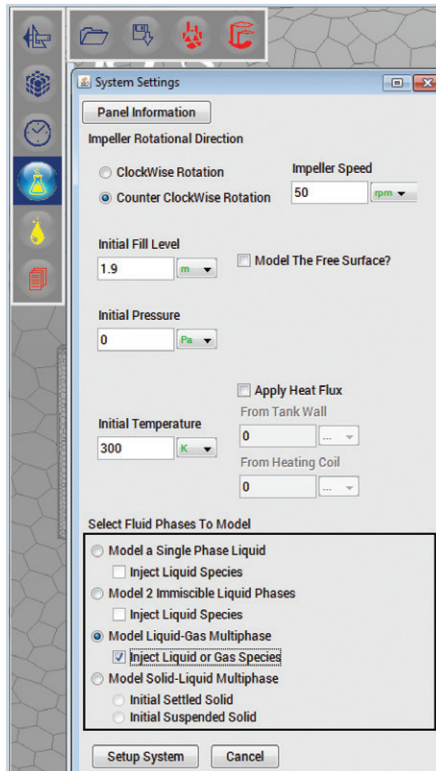 System Settings
Panel Information
Impeller Rotational Direction
ClockWise Rotation
Counter ClockWise Rotation
Impeller Speed
50 rpm
Initial Fill Level
1.9 m
Model The Free Surface?
Initial Pressure
0 Pa
Apply Heat Flux
From Tank Wall
0 ...
Initial Temperature
300 K
From Heating Coil
0 ...
Select Fluid Phases To Model
Model a Single Phase Liquid
Inject Liquid Species
Model 2 Immiscible Liquid Phases
Inject Liquid Species
Model Liquid-Gas Multiphase
Inject Liquid or Gas Species
Model Solid-Liquid Multiphase
Initial Settled Solid
Initial Suspended Solid
Setup System Cancel